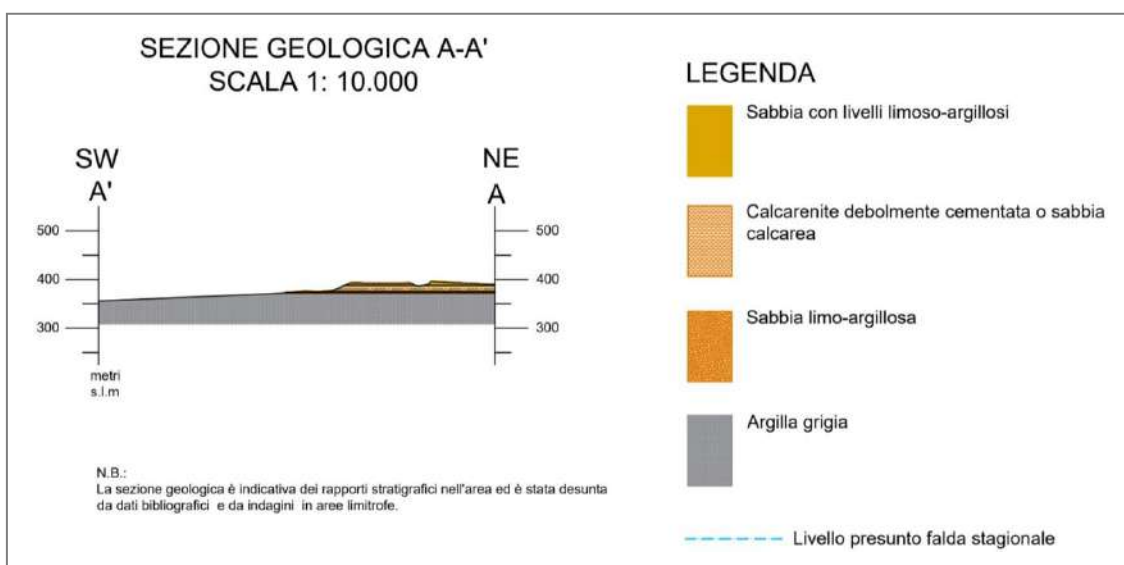 SEZIONE GEOLOGICA A-A'
SCALA 1: 10.000
SW
A'
NE
A
500
400
300
500
400
300
metri
s.l.m
N.B.:
La sezione geologica è indicativa dei rapporti stratigrafici nell'area ed è stata desunta
da dati bibliografici e da indagini in aree limitrofe.
LEGENDA
Sabbia con livelli limoso-argillosi
Calcarenite debolmente cementata o sabbia
calcarea
Sabbia limo-argillosa
Argilla grigia
Livello presunto falda stagionale